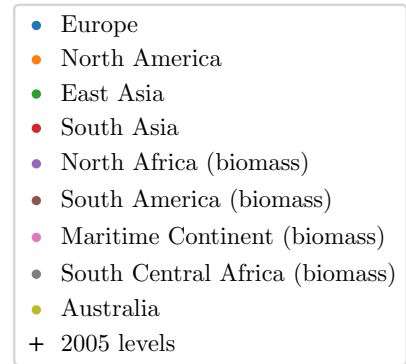 Europe
North America
East Asia
South Asia
North Africa (biomass)
South America (biomass)
Maritime Continent (biomass)
South Central Africa (biomass)
Australia
+ 2005 levels